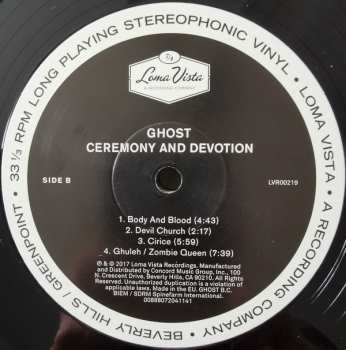 33 ⅓ RPM LONG PLAYING STEREOPHONIC VINYL • LOMA VISTA • A RECORDING COMPANY • BEVERLY HILLS / GREENPOINT •
Loma Vista
A RECORDING COMPANY
GHOST
CEREMONY AND DEVOTION
SIDE B
LVR00219
1. Body And Blood (4:43)
2. Devil Church (2:17)
3. Cirice (5:59)
4. Ghuleh / Zombie Queen (7:39)
℗ & © 2017 Loma Vista Recordings. Manufactured
and Distributed by Concord Music Group, Inc., 100
N. Crescent Drive, Beverly Hills, CA 90210. All Rights
Reserved. Unauthorized duplication is a violation of
applicable laws. Made in the EU. GHOST B.C.
BIEM / SDRM Spinefarm International.
00888072041141